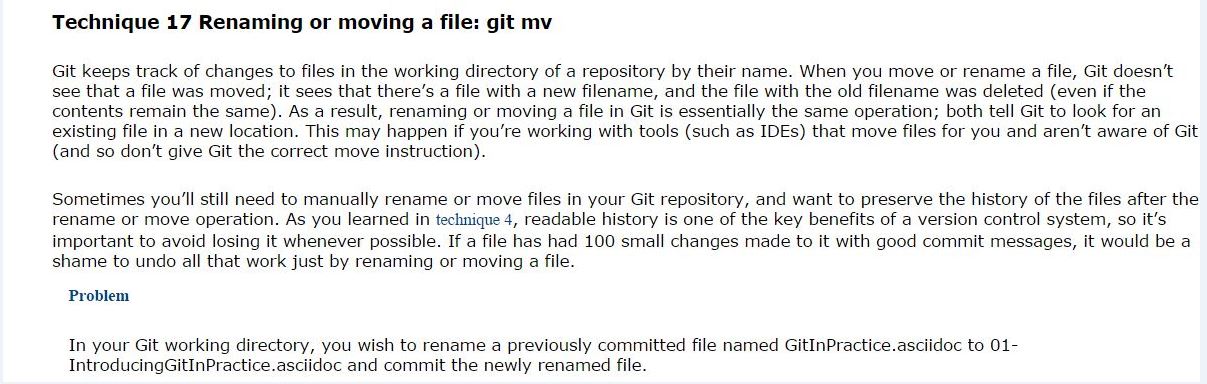 Technique 17 Renaming or moving a file: git mv
Git keeps track of changes to files in the working directory of a repository by their name. When you move or rename a file, Git doesn’t
see that a file was moved; it sees that there’s a file with a new filename, and the file with the old filename was deleted (even if the
contents remain the same). As a result, renaming or moving a file in Git is essentially the same operation; both tell Git to look for an
existing file in a new location. This may happen if you’re working with tools (such as IDEs) that move files for you and aren’t aware of Git
(and so don’t give Git the correct move instruction).
Sometimes you’ll still need to manually rename or move files in your Git repository, and want to preserve the history of the files after the
rename or move operation. As you learned in technique 4, readable history is one of the key benefits of a version control system, so it’s
important to avoid losing it whenever possible. If a file has had 100 small changes made to it with good commit messages, it would be a
shame to undo all that work just by renaming or moving a file.
Problem
In your Git working directory, you wish to rename a previously committed file named GitInPractice.asciidoc to 01-
IntroducingGitInPractice.asciidoc and commit the newly renamed file.